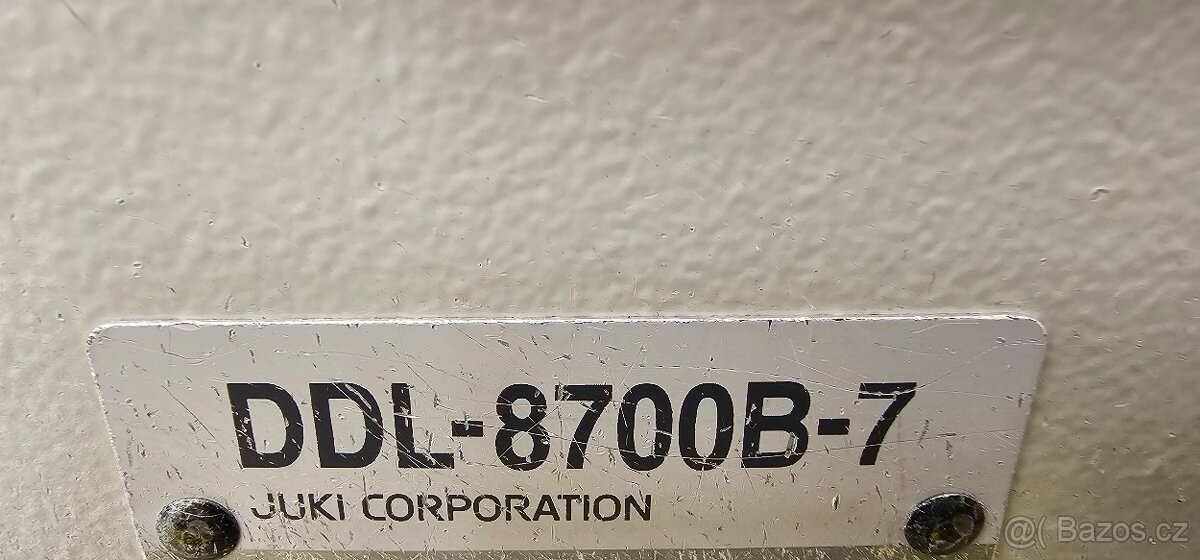 DDL-8700B-7
JUKI CORPORATION
@( Bazos.cz